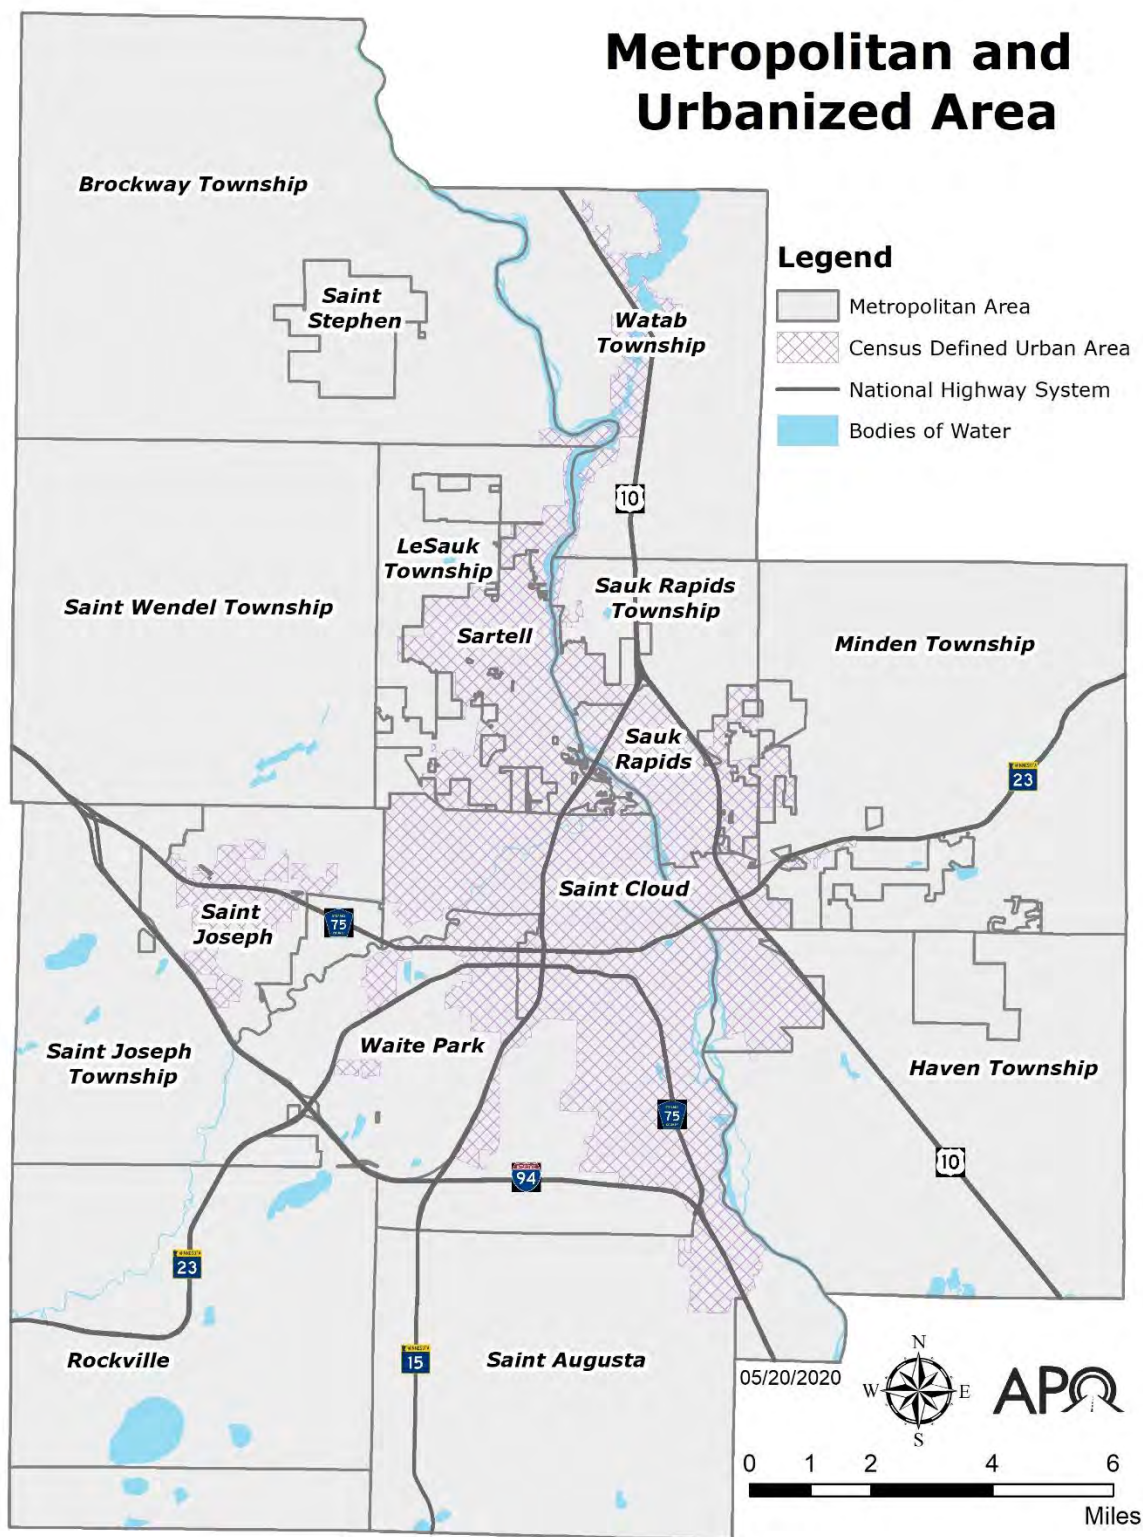 Metropolitan and
Urbanized Area
Brockway Township
Saint
Stephen
Watab
Township
Legend
Metropolitan Area
Census Defined Urban Area
National Highway System
Bodies of Water
10
LeSauk
Township
Sauk Rapids
Township
Saint Wendel Township
Sartell
Minden Township
Sauk
Rapids
23
Saint Cloud
Saint
Joseph
75
Saint Joseph
Township
Waite Park
Haven Township
75
10
94
23
Rockville
15
Saint Augusta
05/20/2020
N
W
E
S
APO
0 1 2 4 6
Miles